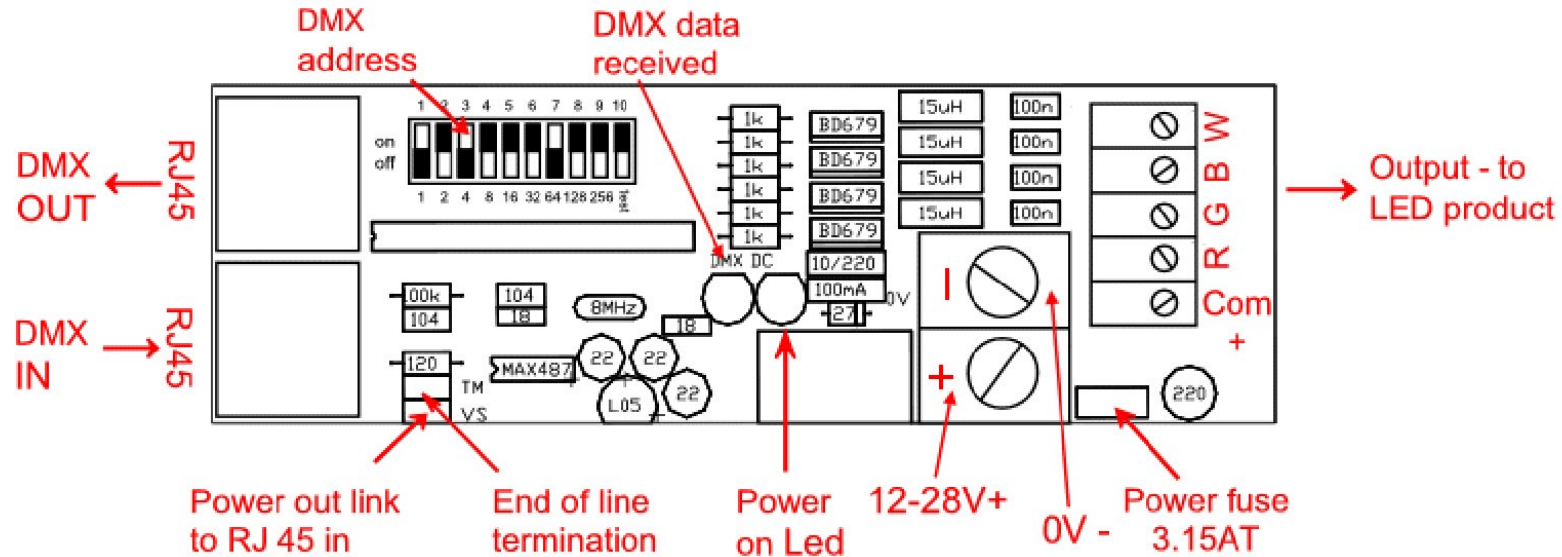 DMX
address
DMX data
received
1 2 3 4 5 6 7 8 9 10
on
off
1 2 4 8 16 32 64 128 256 test
DMX
OUT
RJ45
DMX
IN
RJ45
1k
1k
1k
1k
1k
1k
BD679
BD679
BD679
BD679
15uH
15uH
15uH
15uH
100n
100n
100n
100n
W
B
G
R
Com
+
Output - to
LED product
DMX DC
10/220
100mA
0V
27
–
+
100k
104
104
18
8MHz
18
120
TM
VS
MAX487
22
22
22
+
+
+
L05
220
Power out link
to RJ 45 in
End of line
termination
Power
on Led
12-28V+
0V -
Power fuse
3.15AT